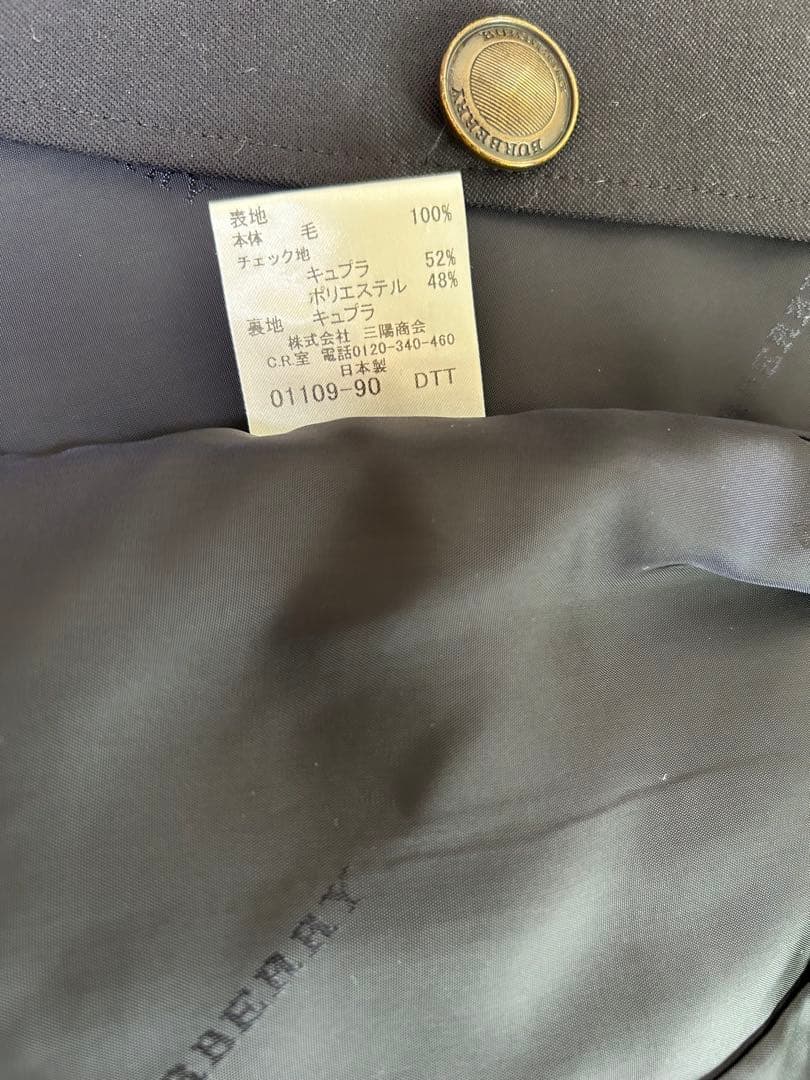 BURBERRY
表地 100%
本体 毛
チェック地
キュプラ 52%
ポリエステル 48%
裏地 キュプラ
株式会社 三陽商会
C.R.室 電話0120-340-460
日本製
01109-90 DTT
BERRY